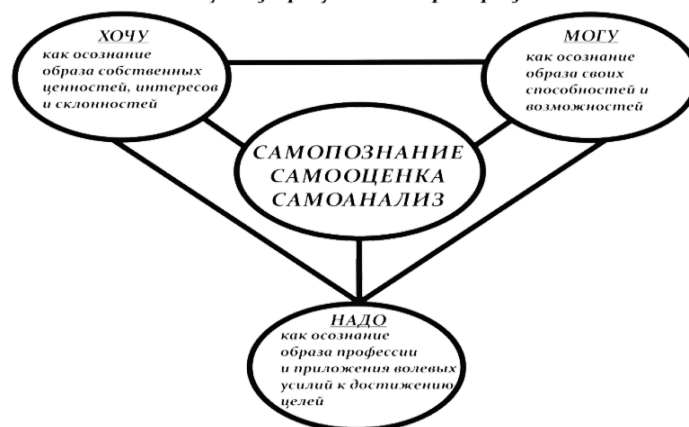 ХОЧУ
как осознание
образа собственных
ценностей, интересов
и склонностей
МОГУ
как осознание
образа своих
способностей и
возможностей
САМОПОЗНАНИЕ
САМООЦЕНКА
САМОАНАЛИЗ
НАДО
как осознание
образа профессии
и приложения волевых
усилий к достижению
целей